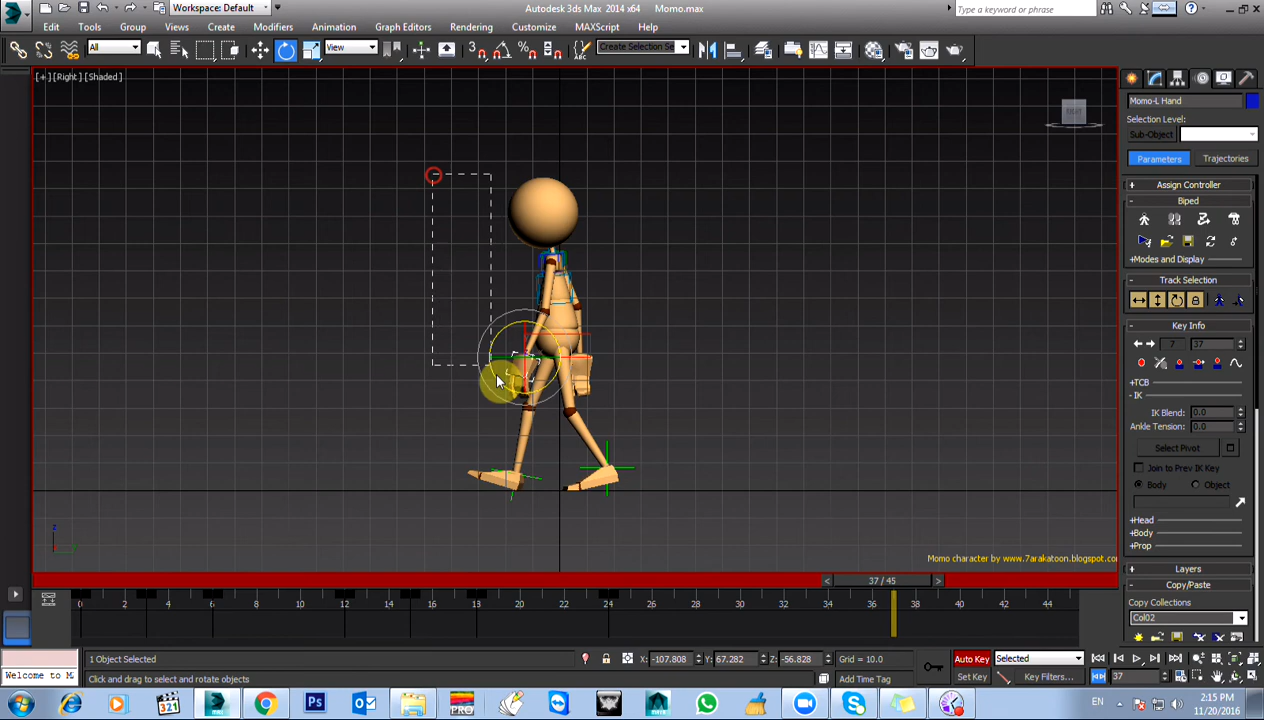 Workspace: Default
Autodesk 3ds Max 2014 x64
Momo.max
Type a keyword or phrase
Edit Tools Group Views Create Modifiers Animation Graph Editors Rendering Customize MAXScript Help
All
View
Create Selection Se
[+] [Right] [Shaded]
Momo-L Hand
Selection Level:
Sub-Object
Parameters
Trajectories
+ Assign Controller
- Biped
+Modes and Display
- Track Selection
- Key Info
7
37
+TCB
- IK
IK Blend: 0.0
Ankle Tension: 0.0
Select Pivot
Join to Prev IK Key
Body
Object
+Head
+Body
+Prop
+ Layers
- Copy/Paste
Copy Collections
Col02
Momo character by www.7arakatoon.blogspot.co
< 37 / 45 >
0 2 4 6 8 10 12 14 16 18 20 22 24 26 28 30 32 34 36 38 40 42 44
1 Object Selected
X: -107.808 Y: 67.282 Z: -56.828 Grid = 10.0
Auto Key
Selected
Welcome to M
Click and drag to select and rotate objects
Add Time Tag
Set Key
Key Filters...
37
EN
2:15 PM
11/20/2016